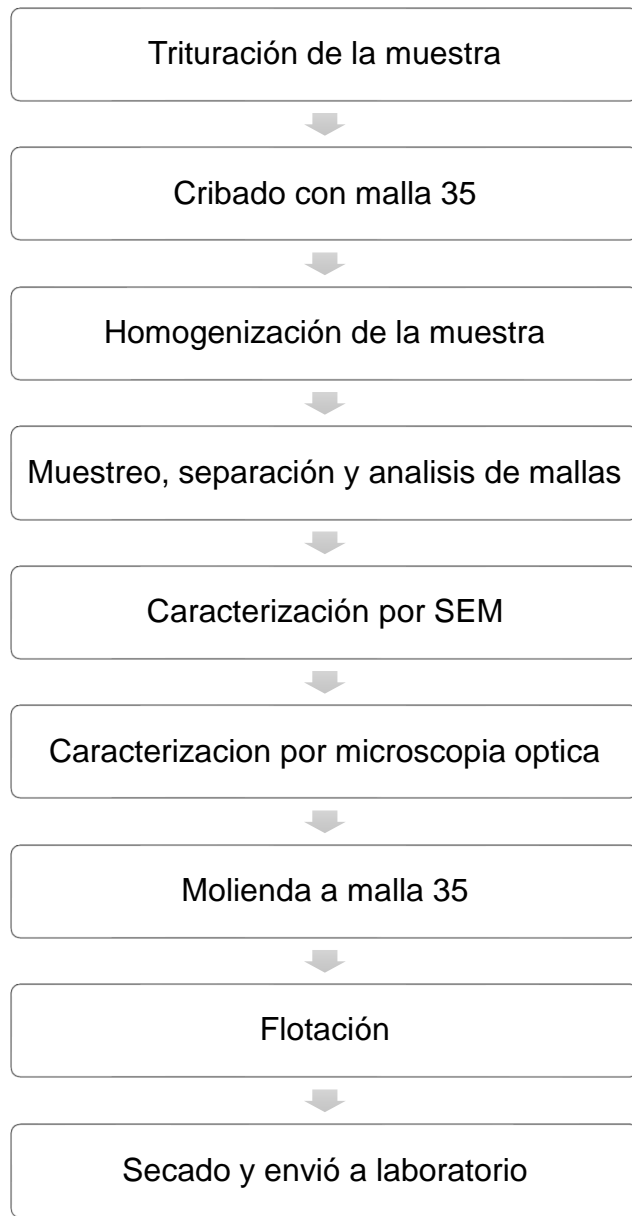 Trituración de la muestra
Cribado con malla 35
Homogenización de la muestra
Muestreo, separación y analisis de mallas
Caracterización por SEM
Caracterizacion por microscopia optica
Molienda a malla 35
Flotación
Secado y envió a laboratorio